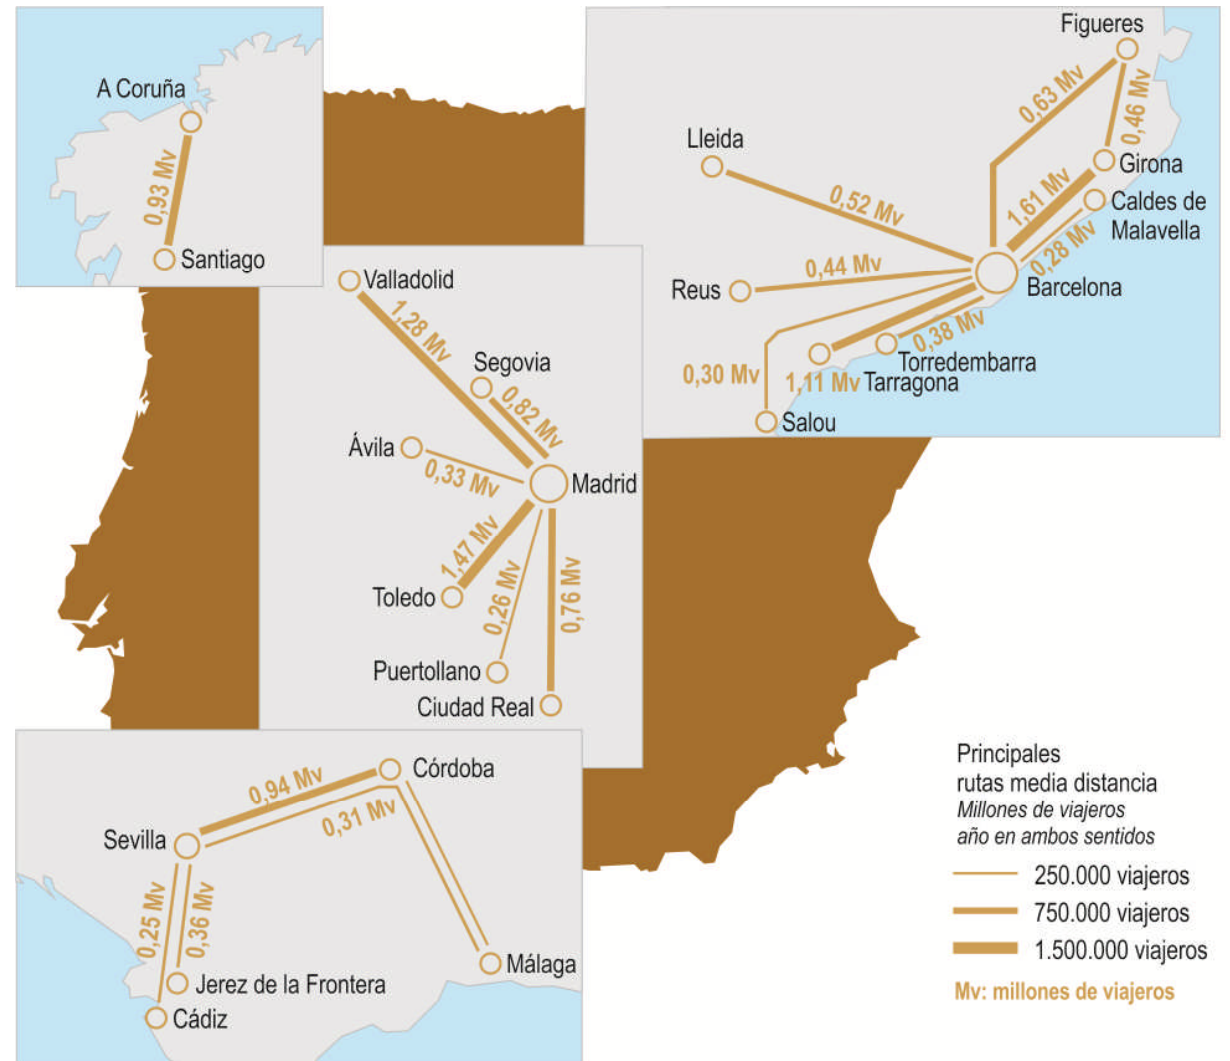 A Coruña
0,93 Mv
Santiago
Figueres
0,63 Mv
0,46 Mv
Lleida
Girona
0,52 Mv
1,61 Mv
Caldes de
Malavella
0,28 Mv
0,44 Mv
Reus
Barcelona
0,38 Mv
Torredembarra
0,30 Mv
1,11 Mv
Tarragona
Salou
Valladolid
1,28 Mv
Segovia
0,82 Mv
Ávila
0,33 Mv
Madrid
1,47 Mv
Toledo
0,26 Mv
0,76 Mv
Puertollano
Ciudad Real
Córdoba
0,94 Mv
0,31 Mv
Sevilla
0,25 Mv
0,36 Mv
Jerez de la Frontera
Málaga
Cádiz
Principales
rutas media distancia
Millones de viajeros
año en ambos sentidos
250.000 viajeros
750.000 viajeros
1.500.000 viajeros
Mv: millones de viajeros